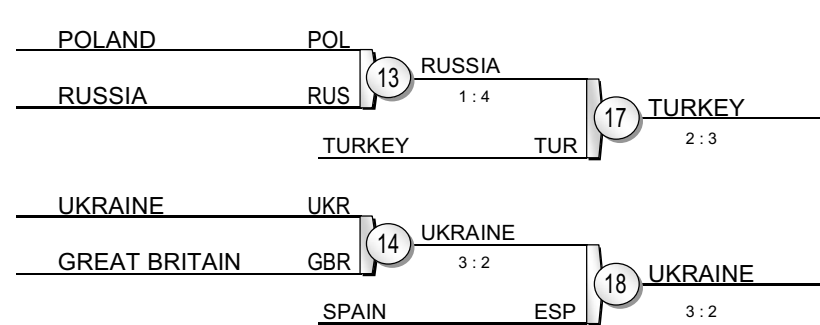 POLAND POL
13 RUSSIA
RUSSIA RUS 1 : 4
17 TURKEY
TURKEY TUR 2 : 3
UKRAINE UKR
14 UKRAINE
GREAT BRITAIN GBR 3 : 2
18 UKRAINE
SPAIN ESP 3 : 2